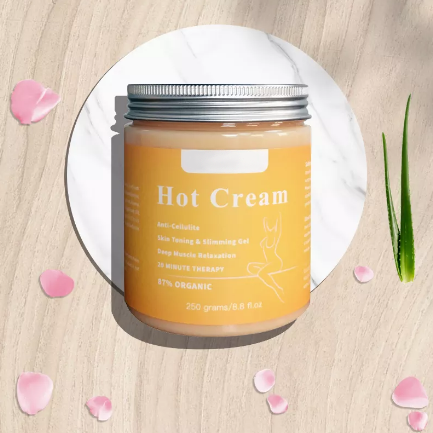 Hot Cream
Anti-Cellulite
Skin Toning & Slimming Gel
Deep Muscle Relaxation
20 MINUTE THERAPY
87% ORGANIC
250 grams/8.8 fl.oz